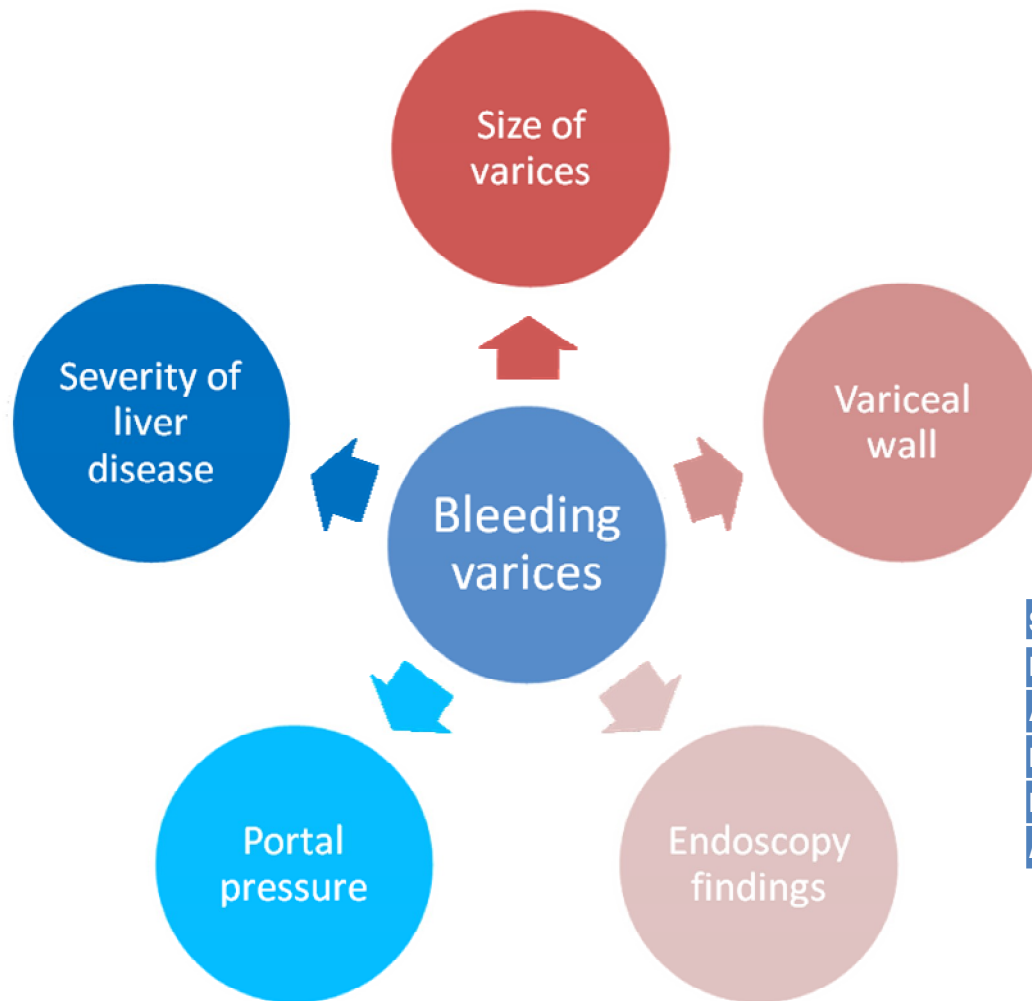 Size of
varices
Variceal
wall
Endoscopy
findings
Portal
pressure
Severity of
liver
disease
Bleeding
varices